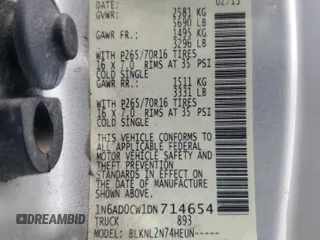 DATE: 02/13
GVWR: 2581 KG
5690 LB
GAWR FR.: 1495 KG
3296 LB
WITH P265/70R16 TIRES
16 X 7.0 RIMS AT 35 PSI
COLD SINGLE
GAWR RR.: 1511 KG
3331 LB
WITH P265/70R16 TIRES
16 X 7.0 RIMS AT 35 PSI
COLD SINGLE
THIS VEHICLE CONFORMS TO
ALL APPLICABLE FEDERAL
MOTOR VEHICLE SAFETY
AND THEFT PREVENTION
STANDARDS IN EFFECT ON
THE DATE OF MANUFACTURE
SHOWN ABOVE.
1N6AD0CW1DN714654
TRUCK 893
MODEL: BLKNL2N74HEUN-----